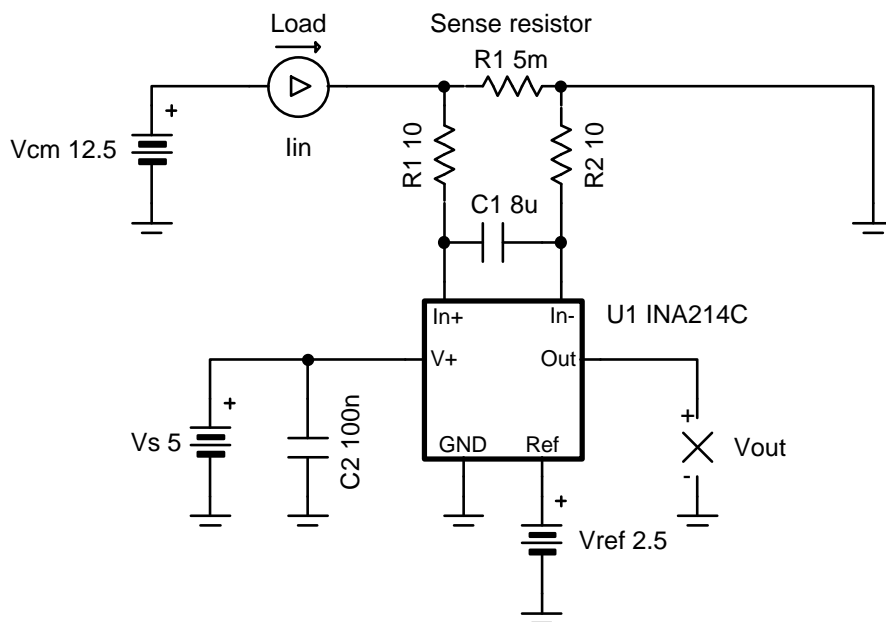 Load
Sense resistor
R1 5m
+
Vcm 12.5
Iin
R1 10
R2 10
C1 8u
In+
In-
U1 INA214C
V+
Out
+
Vs 5
C2 100n
GND
Ref
+
-
Vout
+
Vref 2.5